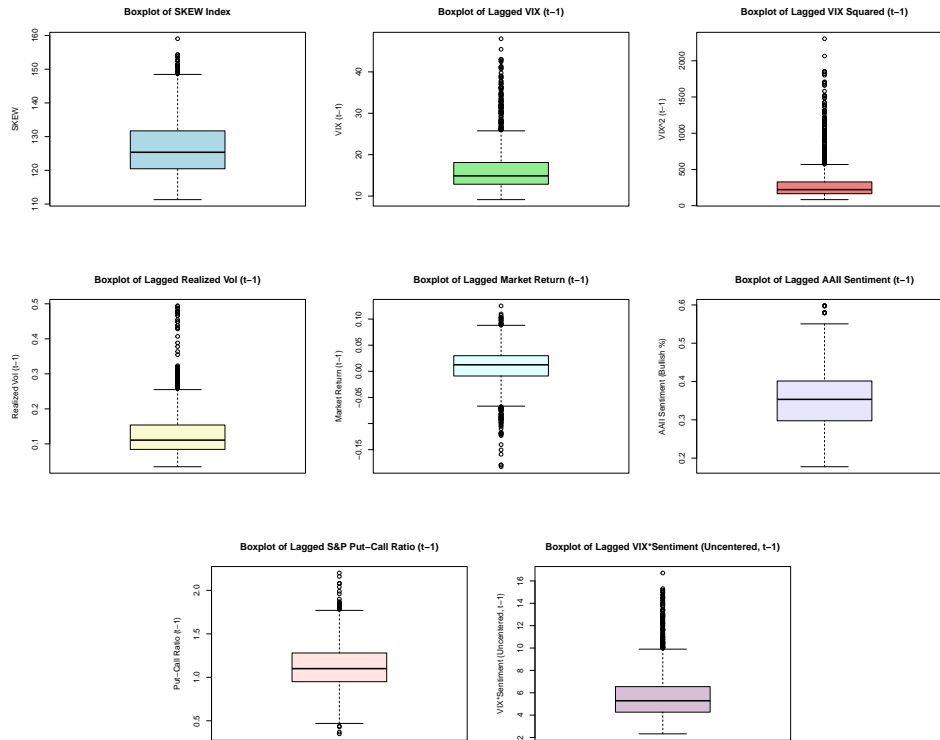 Boxplot of SKEW Index
SKEW
110
120
130
140
150
160
Boxplot of Lagged VIX (t−1)
VIX (t−1)
10
20
30
40
Boxplot of Lagged VIX Squared (t−1)
VIX^2 (t−1)
0
500
1000
1500
2000
Boxplot of Lagged Realized Vol (t−1)
Realized Vol (t−1)
0.1
0.2
0.3
0.4
0.5
Boxplot of Lagged Market Return (t−1)
Market Return (t−1)
−0.15
−0.05
0.00
0.05
0.10
Boxplot of Lagged AAII Sentiment (t−1)
AAII Sentiment (Bullish %)
0.2
0.3
0.4
0.5
0.6
Boxplot of Lagged S&P Put−Call Ratio (t−1)
Put−Call Ratio (t−1)
0.5
1.0
1.5
2.0
Boxplot of Lagged VIX*Sentiment (Uncentered, t−1)
VIX*Sentiment (Uncentered, t−1)
2
4
6
8
10
12
14
16